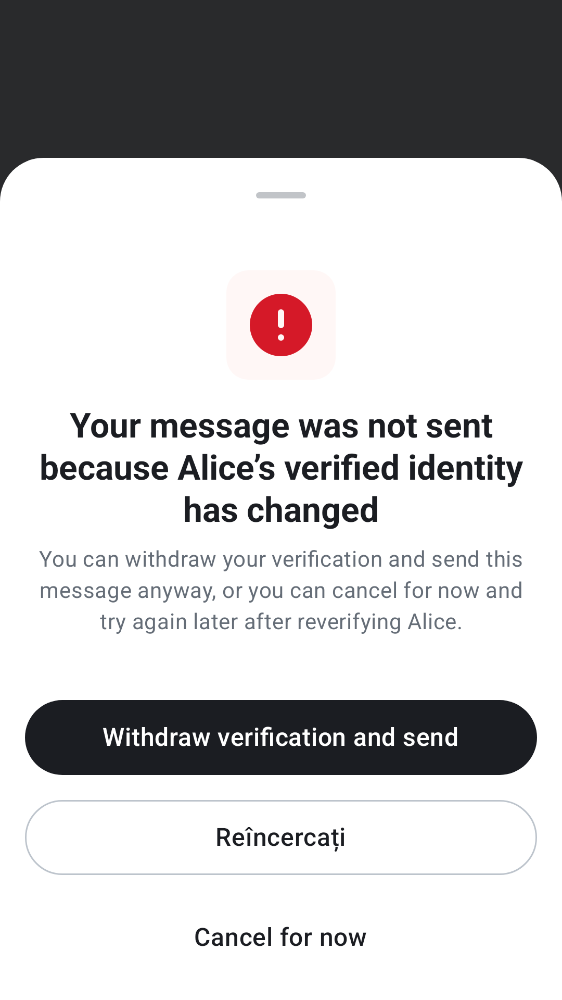 Your message was not sent
because Alice’s verified identity
has changed
You can withdraw your verification and send this
message anyway, or you can cancel for now and
try again later after reverifying Alice.
Withdraw verification and send
Reîncercați
Cancel for now